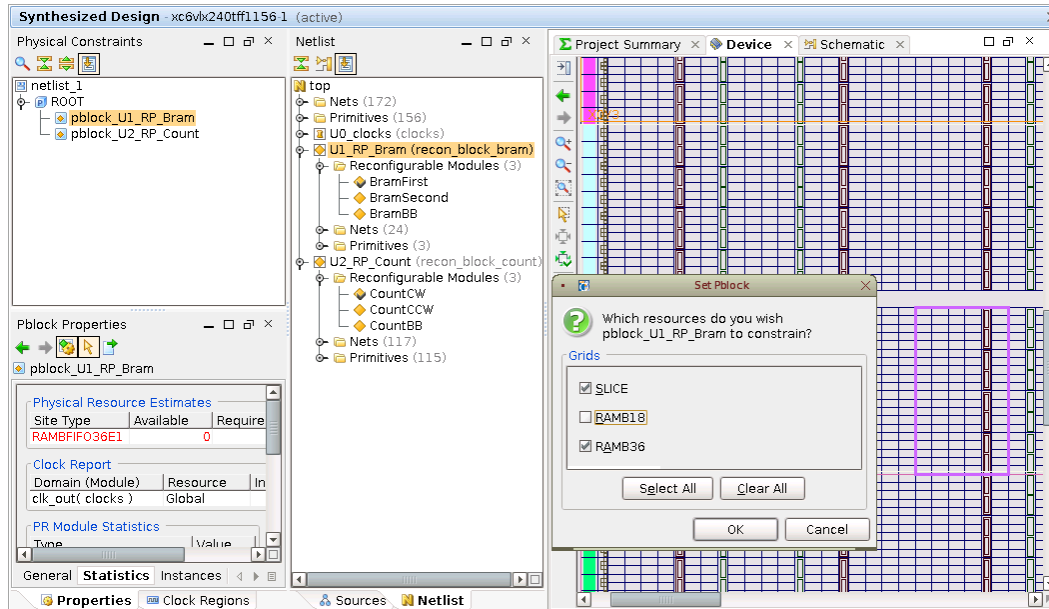 Synthesized Design - xc6vlx240tff1156-1 (active)
Physical Constraints
netlist_1
ROOT
pblock_U1_RP_Bram
pblock_U2_RP_Count
Pblock Properties
pblock_U1_RP_Bram
Physical Resource Estimates
Site Type Available Require
RAMBFIFO36E1 0
Clock Report
Domain (Module) Resource In
clk_out( clocks ) Global
PR Module Statistics
Type Value
General Statistics Instances
Properties Clock Regions
Netlist
top
Nets (172)
Primitives (156)
U0_clocks (clocks)
U1_RP_Bram (recon_block_bram)
Reconfigurable Modules (3)
BramFirst
BramSecond
BramBB
Nets (24)
Primitives (3)
U2_RP_Count (recon_block_count)
Reconfigurable Modules (3)
CountCW
CountCCW
CountBB
Nets (117)
Primitives (115)
Sources Netlist
Project Summary Device Schematic
Set Pblock
Which resources do you wish
pblock_U1_RP_Bram to constrain?
Grids
SLICE
RAMB18
RAMB36
Select All Clear All
OK Cancel